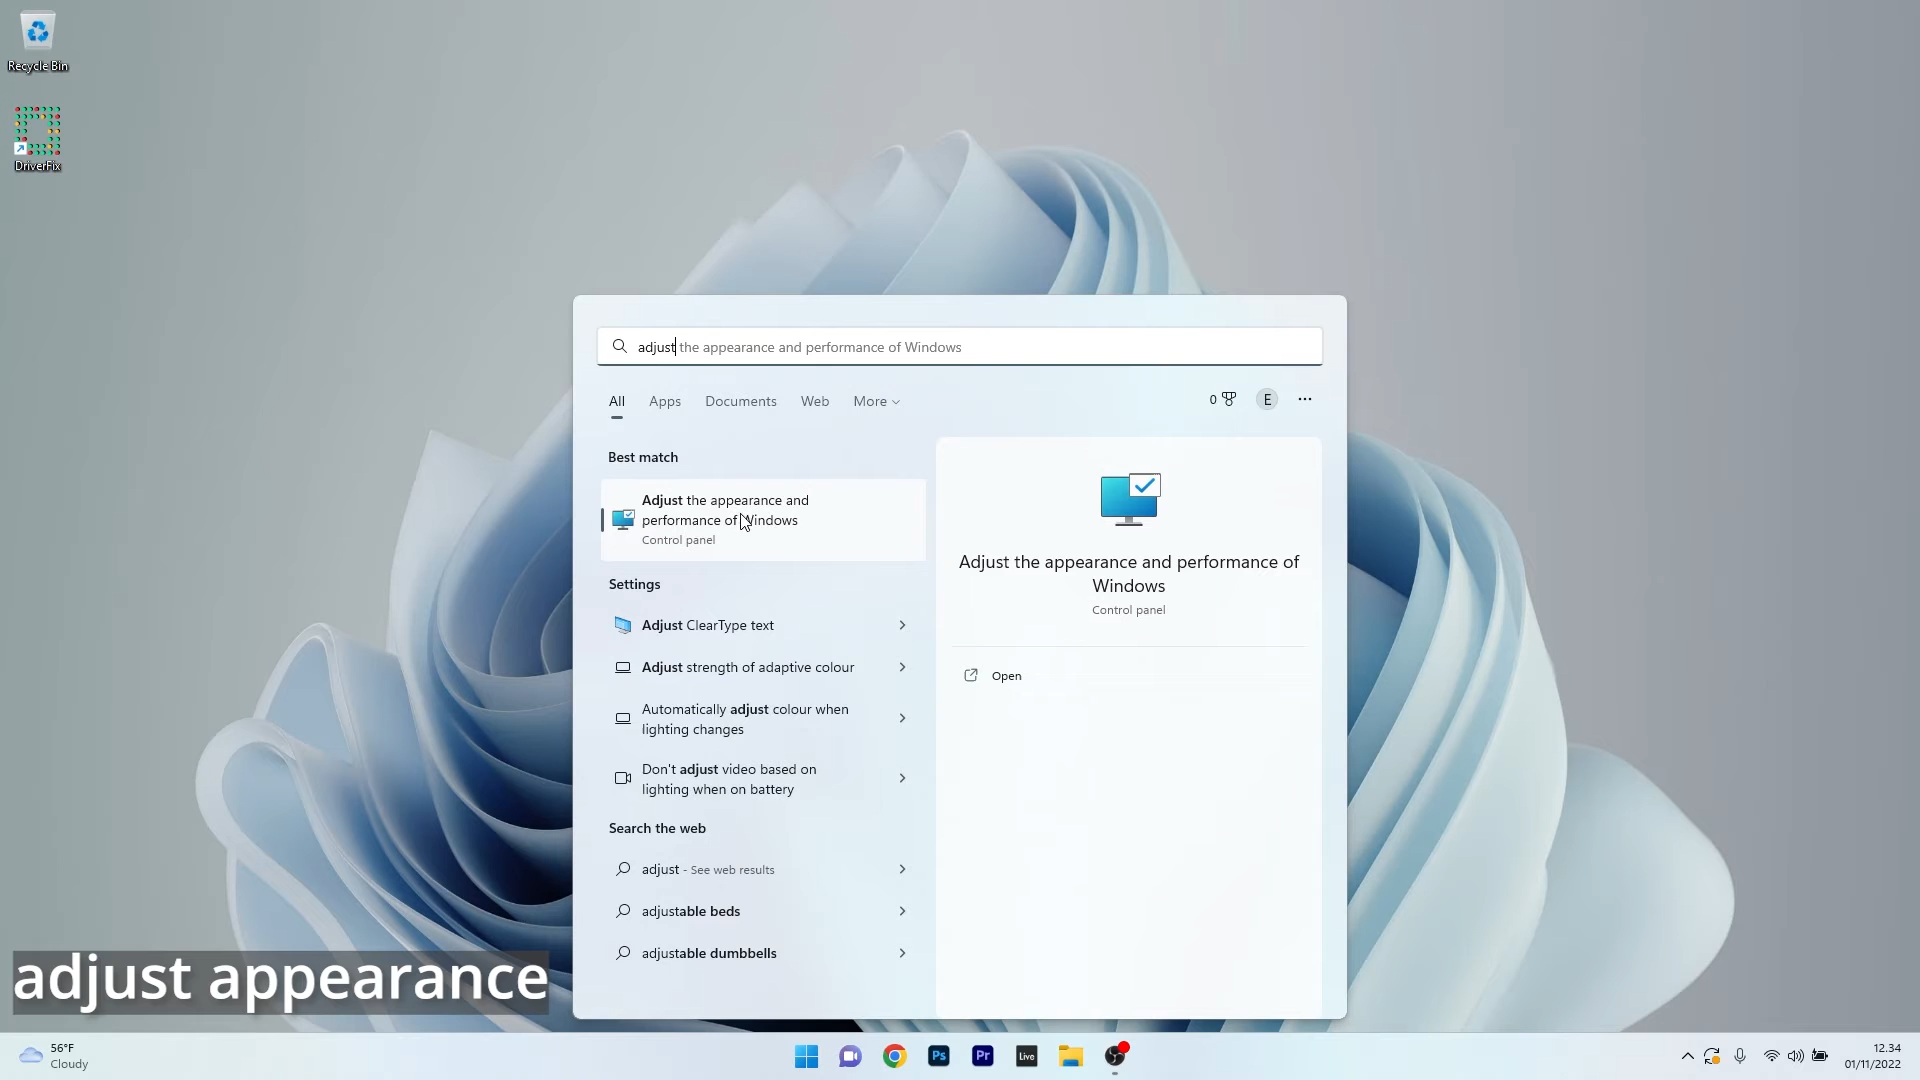 Recycle Bin
DriverFix
adjust the appearance and performance of Windows
All Apps Documents Web More
0 E
Best match
Adjust the appearance and
performance of Windows
Control panel
Settings
Adjust ClearType text
Adjust strength of adaptive colour
Automatically adjust colour when
lighting changes
Don't adjust video based on
lighting when on battery
Search the web
adjust - See web results
adjustable beds
adjustable dumbbells
Adjust the appearance and performance of
Windows
Control panel
Open
adjust appearance
56°F
Cloudy
Ps
Pr
Live
12.34
01/11/2022